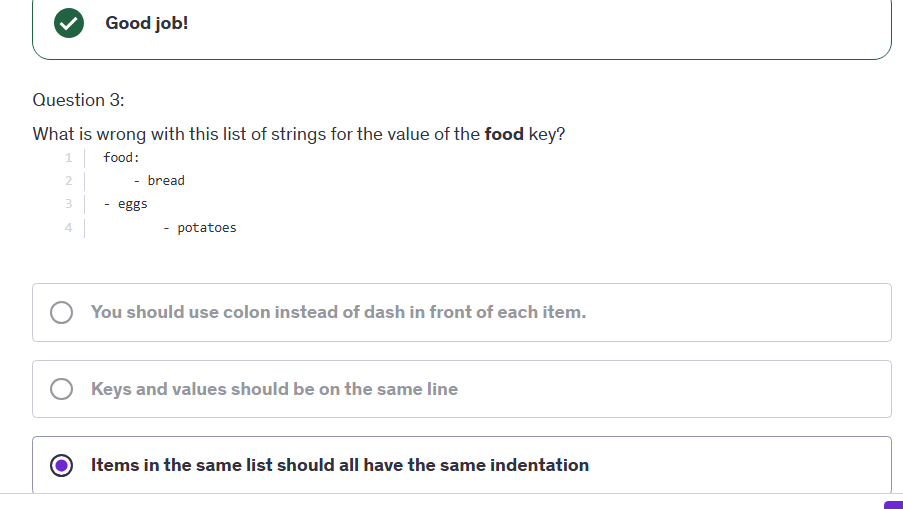 Good job!
Question 3:
What is wrong with this list of strings for the value of the food key?
1 food:
2 - bread
3 - eggs
4 - potatoes
You should use colon instead of dash in front of each item.
Keys and values should be on the same line
Items in the same list should all have the same indentation